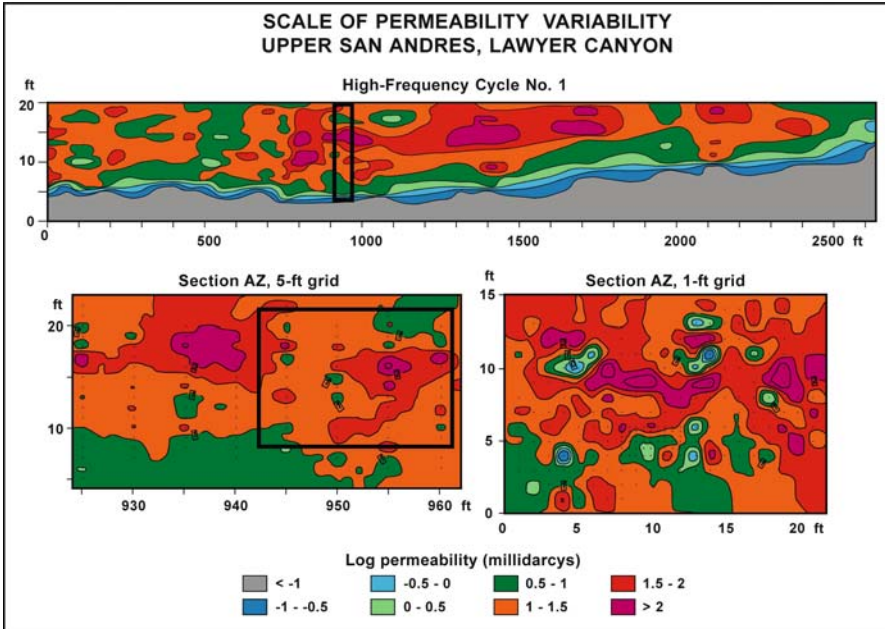 SCALE OF PERMEABILITY VARIABILITY
UPPER SAN ANDRES, LAWYER CANYON
High-Frequency Cycle No. 1
ft
20
10
0
0 500 1000 1500 2000 2500 ft
Section AZ, 5-ft grid
ft
20
10
930 940 950 960 ft
Section AZ, 1-ft grid
ft
15
10
5
0
0 5 10 15 20 ft
Log permeability (millidarcys)
< -1 -0.5 - 0 0.5 - 1 1.5 - 2
-1 - -0.5 0 - 0.5 1 - 1.5 > 2